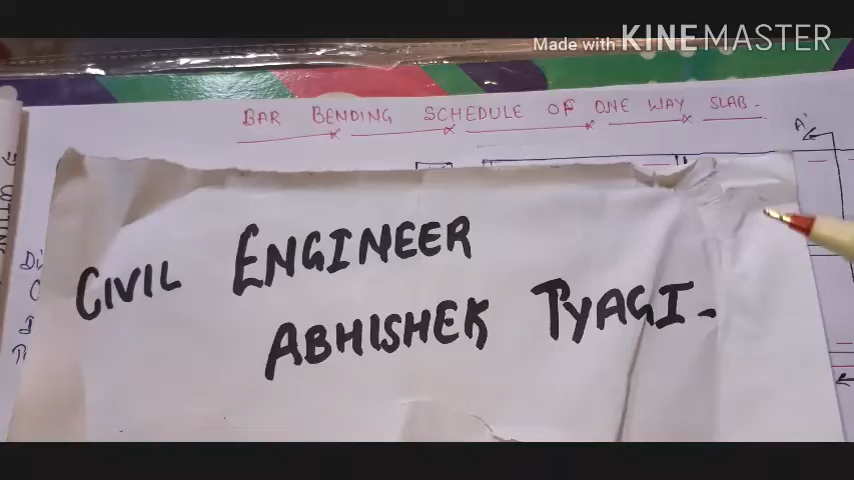 Made with KINEMASTER
BAR BENDING SCHEDULE OF ONE WAY SLAB -
A'
CIVIL ENGINEER
ABHISHEK TYAGI -